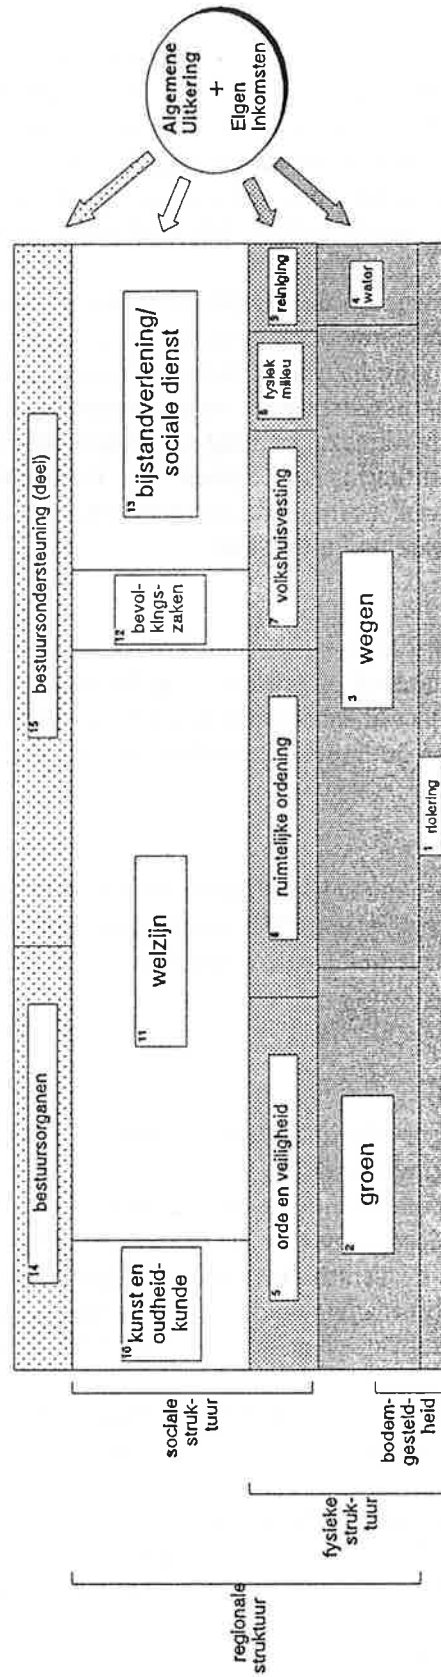 Algemene
Uitkering
+
Eigen
Inkomsten
14 bestuursorganen
15 bestuursondersteuning (deel)
10 kunst en
oudheid-
kunde
11 welzijn
12 bevol-
kings-
zaken
13 bijstandverlening/
sociale dienst
5 orde en veiligheid
6 ruimtelijke ordening
7 volkshuisvesting
8 fysiek
milieu
9 reiniging
2 groen
3 wegen
4 water
1 riolering
sociale
struk-
tuur
bodem-
gesteld-
heid
fysieke
struk-
tuur
regionale
struktuur